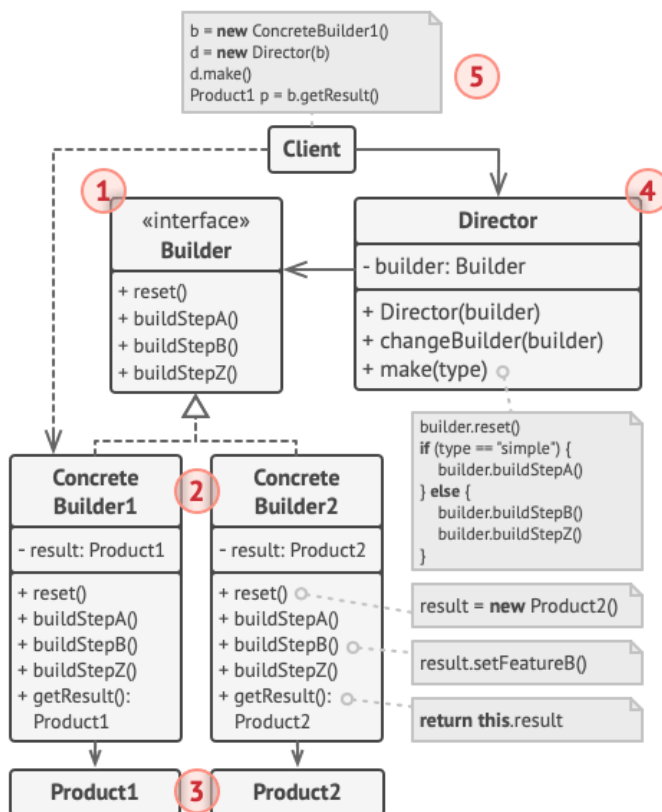 b = new ConcreteBuilder1()
d = new Director(b)
d.make()
Product1 p = b.getResult()
5
Client
1
«interface»
Builder
+ reset()
+ buildStepA()
+ buildStepB()
+ buildStepZ()
4
Director
- builder: Builder
+ Director(builder)
+ changeBuilder(builder)
+ make(type)
builder.reset()
if (type == "simple") {
builder.buildStepA()
} else {
builder.buildStepB()
builder.buildStepZ()
}
Concrete
Builder1
- result: Product1
+ reset()
+ buildStepA()
+ buildStepB()
+ buildStepZ()
+ getResult():
Product1
2
Concrete
Builder2
- result: Product2
+ reset()
+ buildStepA()
+ buildStepB()
+ buildStepZ()
+ getResult():
Product2
result = new Product2()
result.setFeatureB()
return this.result
Product1
3
Product2